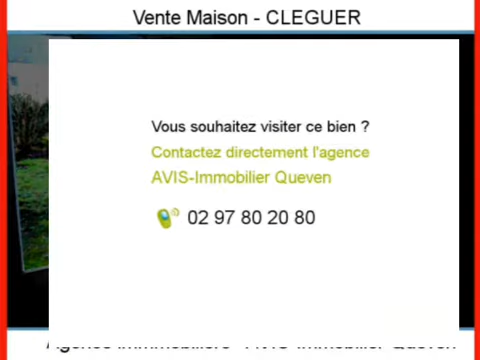 Vente Maison - CLEGUER
Vous souhaitez visiter ce bien ?
Contactez directement l'agence
AVIS-Immobilier Queven
02 97 80 20 80